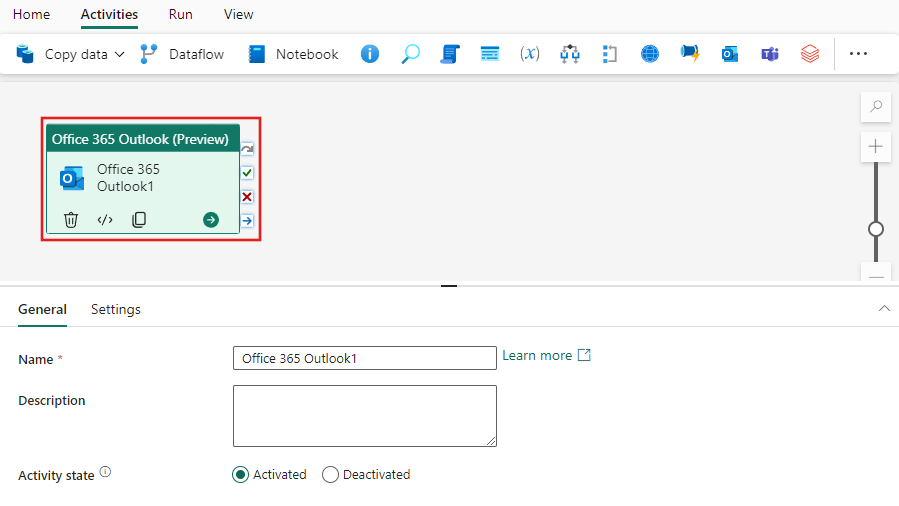 Home Activities Run View
Copy data Dataflow Notebook (x) ...
Office 365 Outlook (Preview)
Office 365
Outlook1
General Settings
Name * Office 365 Outlook1 Learn more
Description
Activity state Activated Deactivated